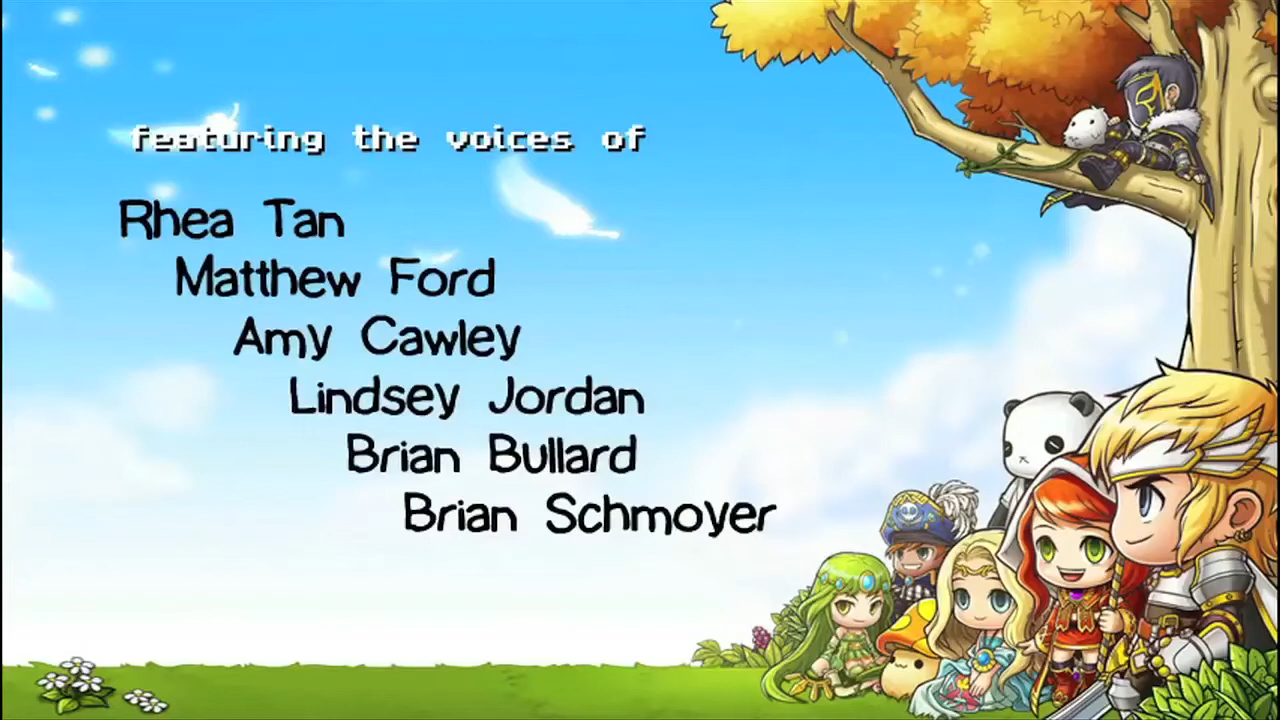 featuring the voices of
Rhea Tan
Matthew Ford
Amy Cawley
Lindsey Jordan
Brian Bullard
Brian Schmoyer